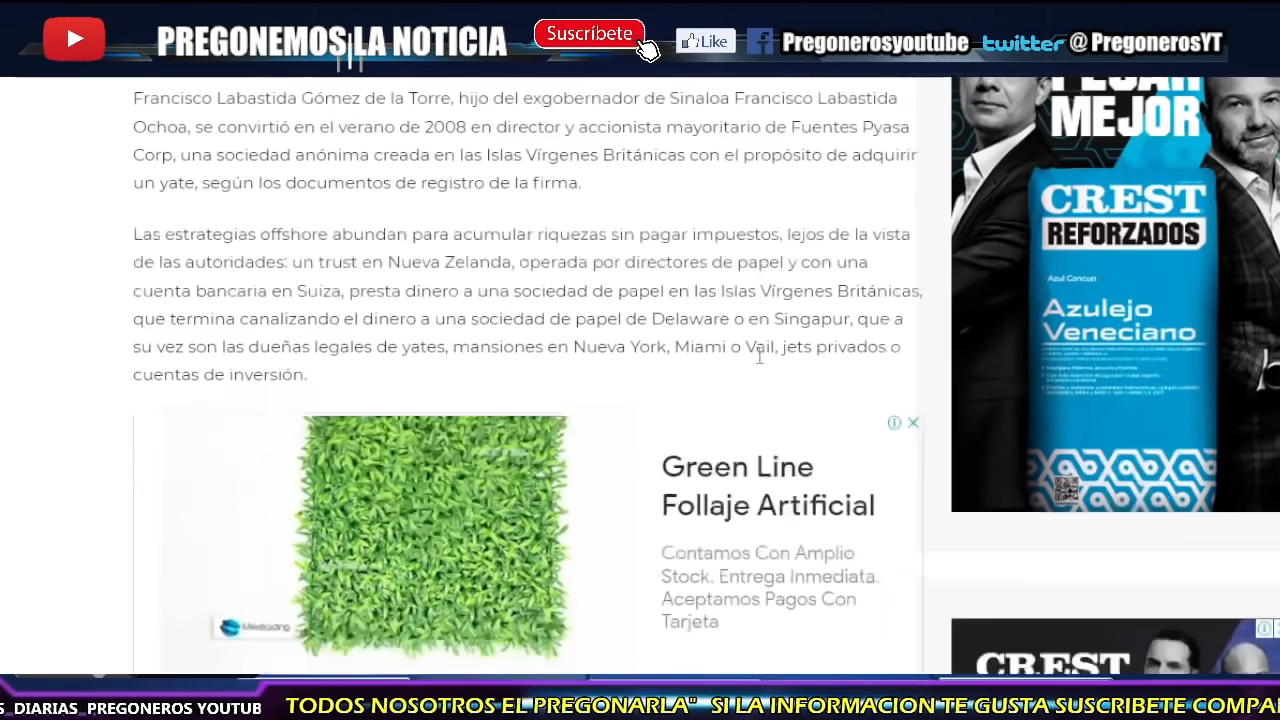 PREGONEMOS LA NOTICIA
Suscríbete
Like
Pregonerosyoutube
twitter @PregonerosYT
Francisco Labastida Gómez de la Torre, hijo del exgobernador de Sinaloa Francisco Labastida
Ochoa, se convirtió en el verano de 2008 en director y accionista mayoritario de Fuentes Pyasa
Corp, una sociedad anónima creada en las Islas Vírgenes Británicas con el propósito de adquirir
un yate, según los documentos de registro de la firma.
Las estrategias offshore abundan para acumular riquezas sin pagar impuestos, lejos de la vista
de las autoridades: un trust en Nueva Zelanda, operada por directores de papel y con una
cuenta bancaria en Suiza, presta dinero a una sociedad de papel en las Islas Vírgenes Británicas,
que termina canalizando el dinero a una sociedad de papel de Delaware o en Singapur, que a
su vez son las dueñas legales de yates, mansiones en Nueva York, Miami o Vail, jets privados o
cuentas de inversión.
Green Line
Follaje Artificial
Contamos Con Amplio
Stock. Entrega Inmediata.
Aceptamos Pagos Con
Tarjeta
MEJOR
CREST
REFORZADOS
Azul Cancun
Azulejo
Veneciano
CREST
S_DIARIAS_PREGONEROS YOUTUB
TODOS NOSOTROS EL PREGONARLA" SI LA INFORMACION TE GUSTA SUSCRIBETE COMPA